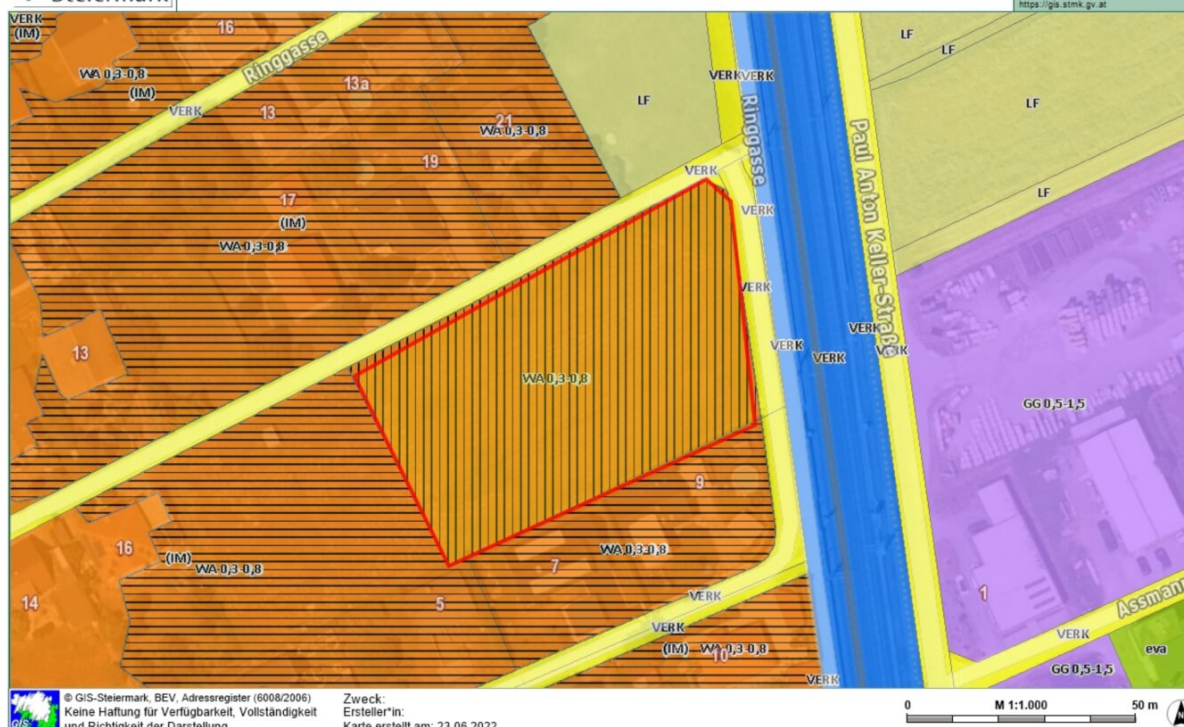 Steiermark
https://gis.stmk.gv.at
VERK
(IM)
16
Ringgasse
WA 0,3-0,8
(IM)
13a
VERK
13
21
WA 0,3-0,8
19
17
(IM)
WA 0,3-0,8
LF
VERK
VERK
Ringgasse
Paul Anton Keller-Straße
LF
LF
LF
LF
VERK
VERK
VERK
VERK
VERK
VERK
VERK
13
WA 0,3-0,8
GG 0,5-1,5
16
(IM)
WA 0,3-0,8
14
9
WA 0,3-0,8
7
5
VERK
VERK
(IM)
WA 0,3-0,8
10
VERK
1
Assmann
VERK
eva
GG 0,5-1,5
GIS
© GIS-Steiermark, BEV, Adressregister (6008/2006)
Keine Haftung für Verfügbarkeit, Vollständigkeit
und Richtigkeit der Darstellung
Zweck:
Ersteller*in:
Karte erstellt am: 23.06.2022
0 M 1:1.000 50 m